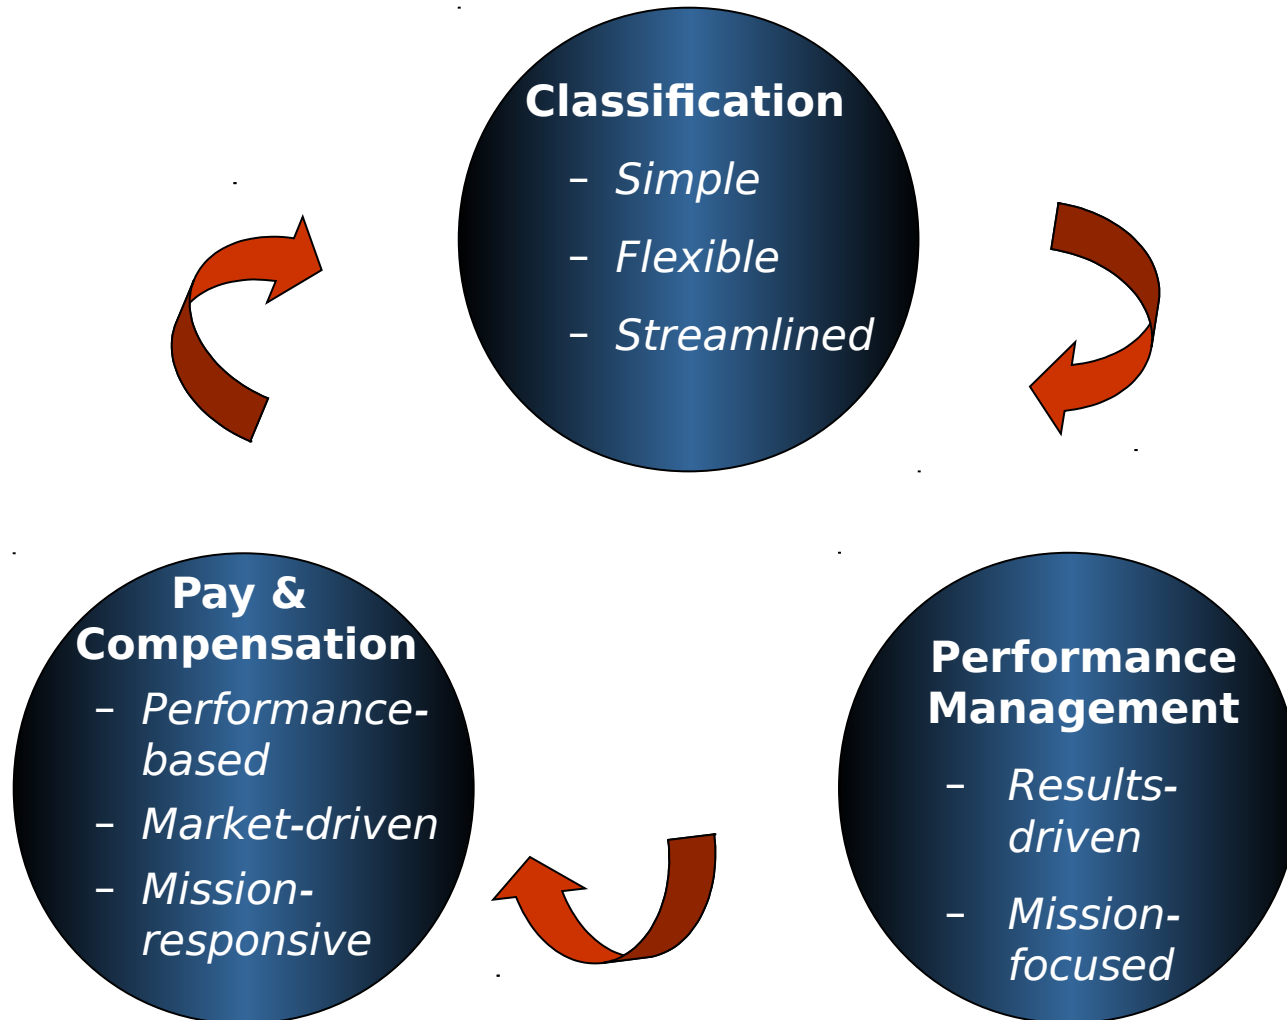 Classification
– Simple
– Flexible
– Streamlined
Pay &
Compensation
– Performance-
based
– Market-driven
– Mission-
responsive
Performance
Management
– Results-
driven
– Mission-
focused